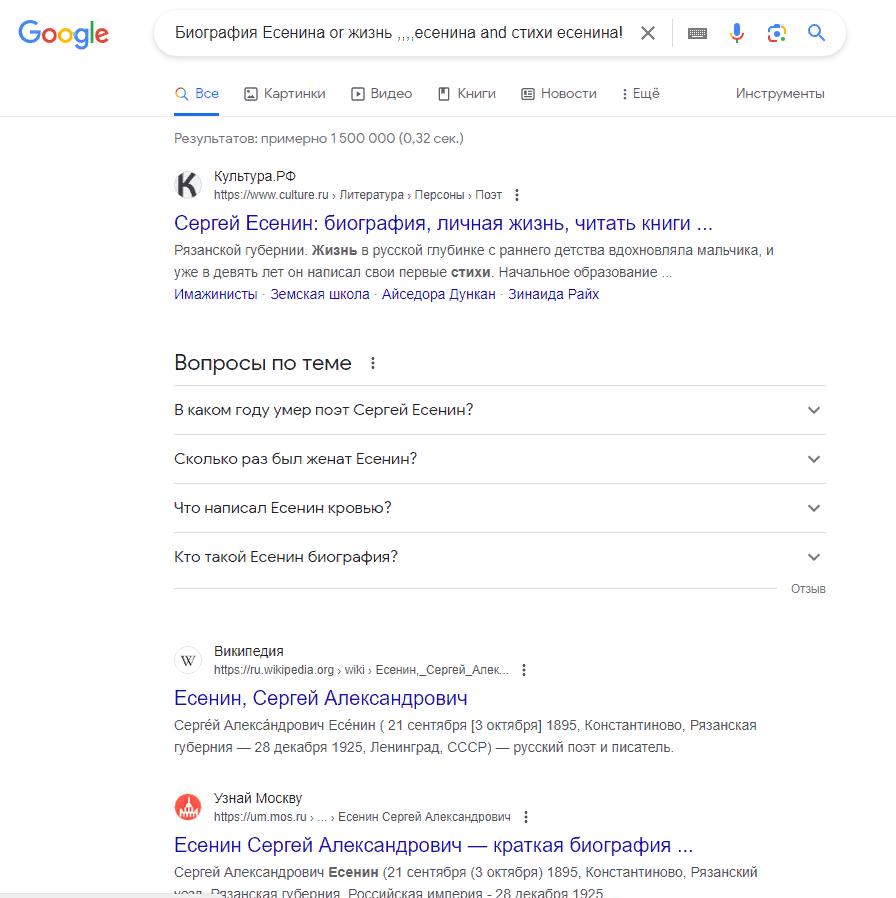 Google
Биография Есенина or жизнь ,,,,есенина and стихи есенина!
Все
Картинки
Видео
Книги
Новости
Ещё
Инструменты
Результатов: примерно 1 500 000 (0,32 сек.)
Культура.РФ
https://www.culture.ru › Литература › Персоны › Поэт
Сергей Есенин: биография, личная жизнь, читать книги ...
Рязанской губернии. Жизнь в русской глубинке с раннего детства вдохновляла мальчика, и
уже в девять лет он написал свои первые стихи. Начальное образование ...
Имажинисты · Земская школа · Айседора Дункан · Зинаида Райх
Вопросы по теме
В каком году умер поэт Сергей Есенин?
Сколько раз был женат Есенин?
Что написал Есенин кровью?
Кто такой Есенин биография?
Отзыв
W
Википедия
https://ru.wikipedia.org › wiki › Есенин,_Сергей_Алек...
Есенин, Сергей Александрович
Серге́й Алекса́ндрович Есе́нин ( 21 сентября [3 октября] 1895, Константиново, Рязанская
губерния — 28 декабря 1925, Ленинград, СССР) — русский поэт и писатель.
Узнай Москву
https://um.mos.ru › ... › Есенин Сергей Александрович
Есенин Сергей Александрович — краткая биография ...
Сергей Александрович Есенин (21 сентября (3 октября) 1895, Константиново, Рязанский
уезд, Рязанская губерния, Российская империя - 28 декабря 1925